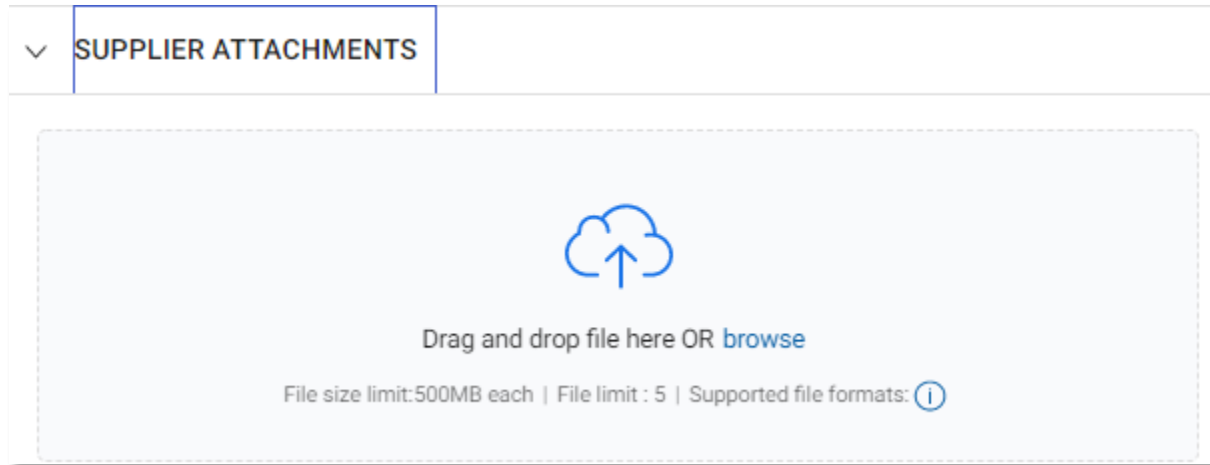 SUPPLIER ATTACHMENTS
Drag and drop file here OR browse
File size limit:500MB each | File limit : 5 | Supported file formats: